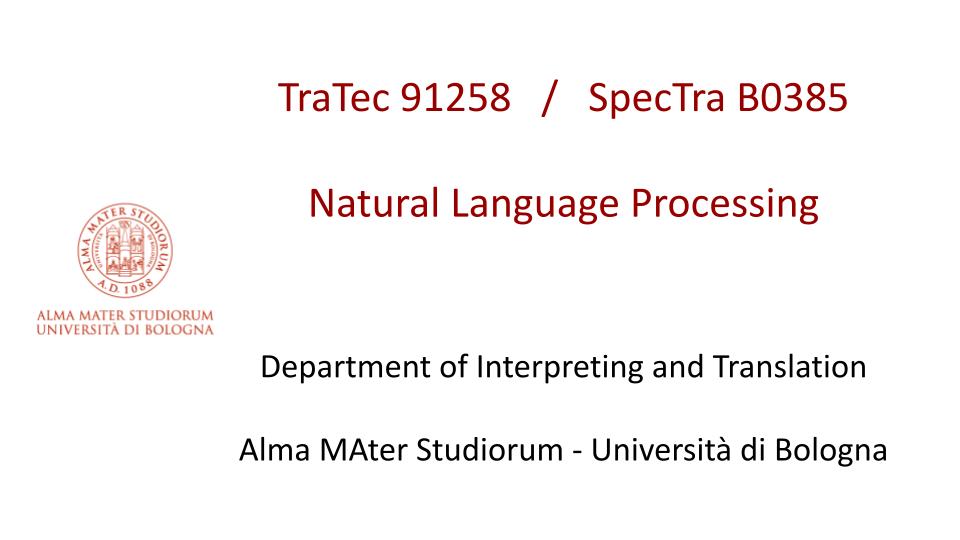 TraTec 91258 / SpecTra B0385
Natural Language Processing
ALMA MATER STUDIORUM
A.D. 1088
ALMA MATER STUDIORUM
UNIVERSITÀ DI BOLOGNA
Department of Interpreting and Translation
Alma MAter Studiorum - Università di Bologna